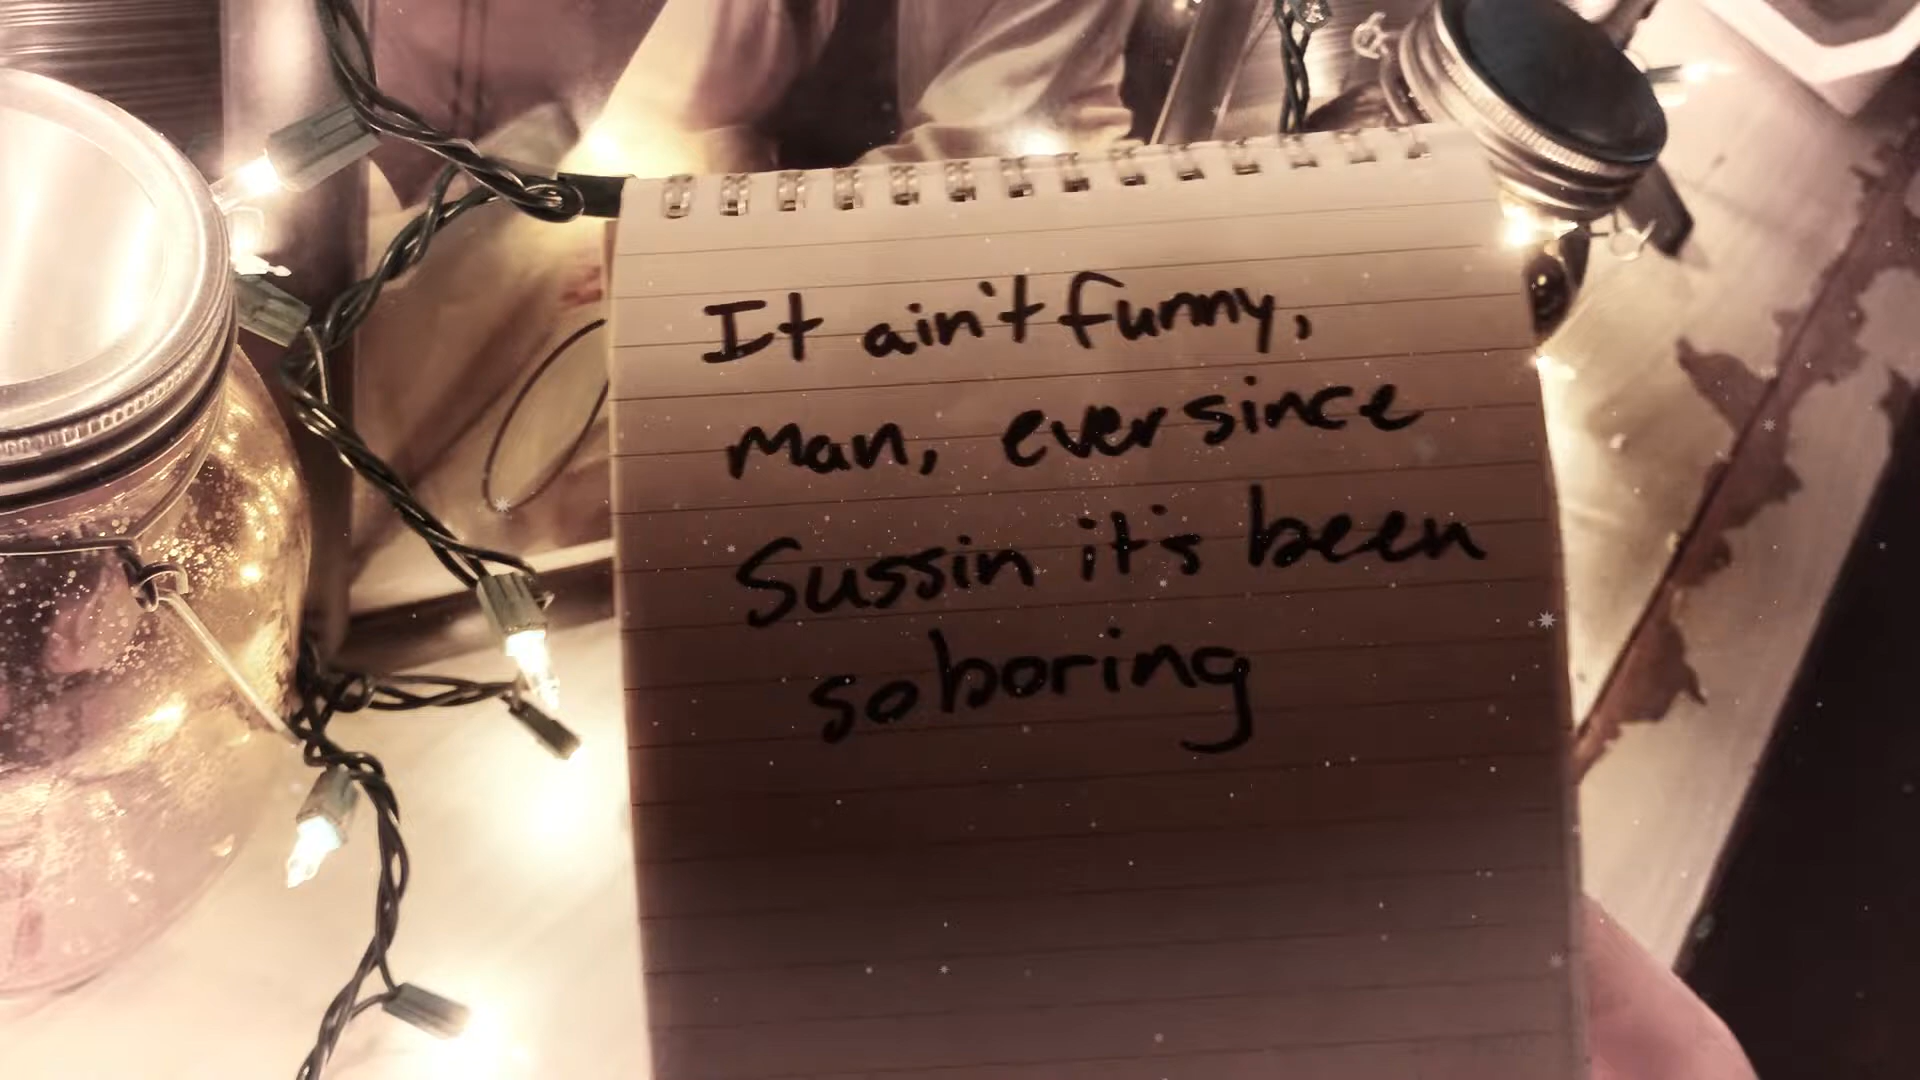 It ain't funny,
man, ever since
Sussin it's been
so boring